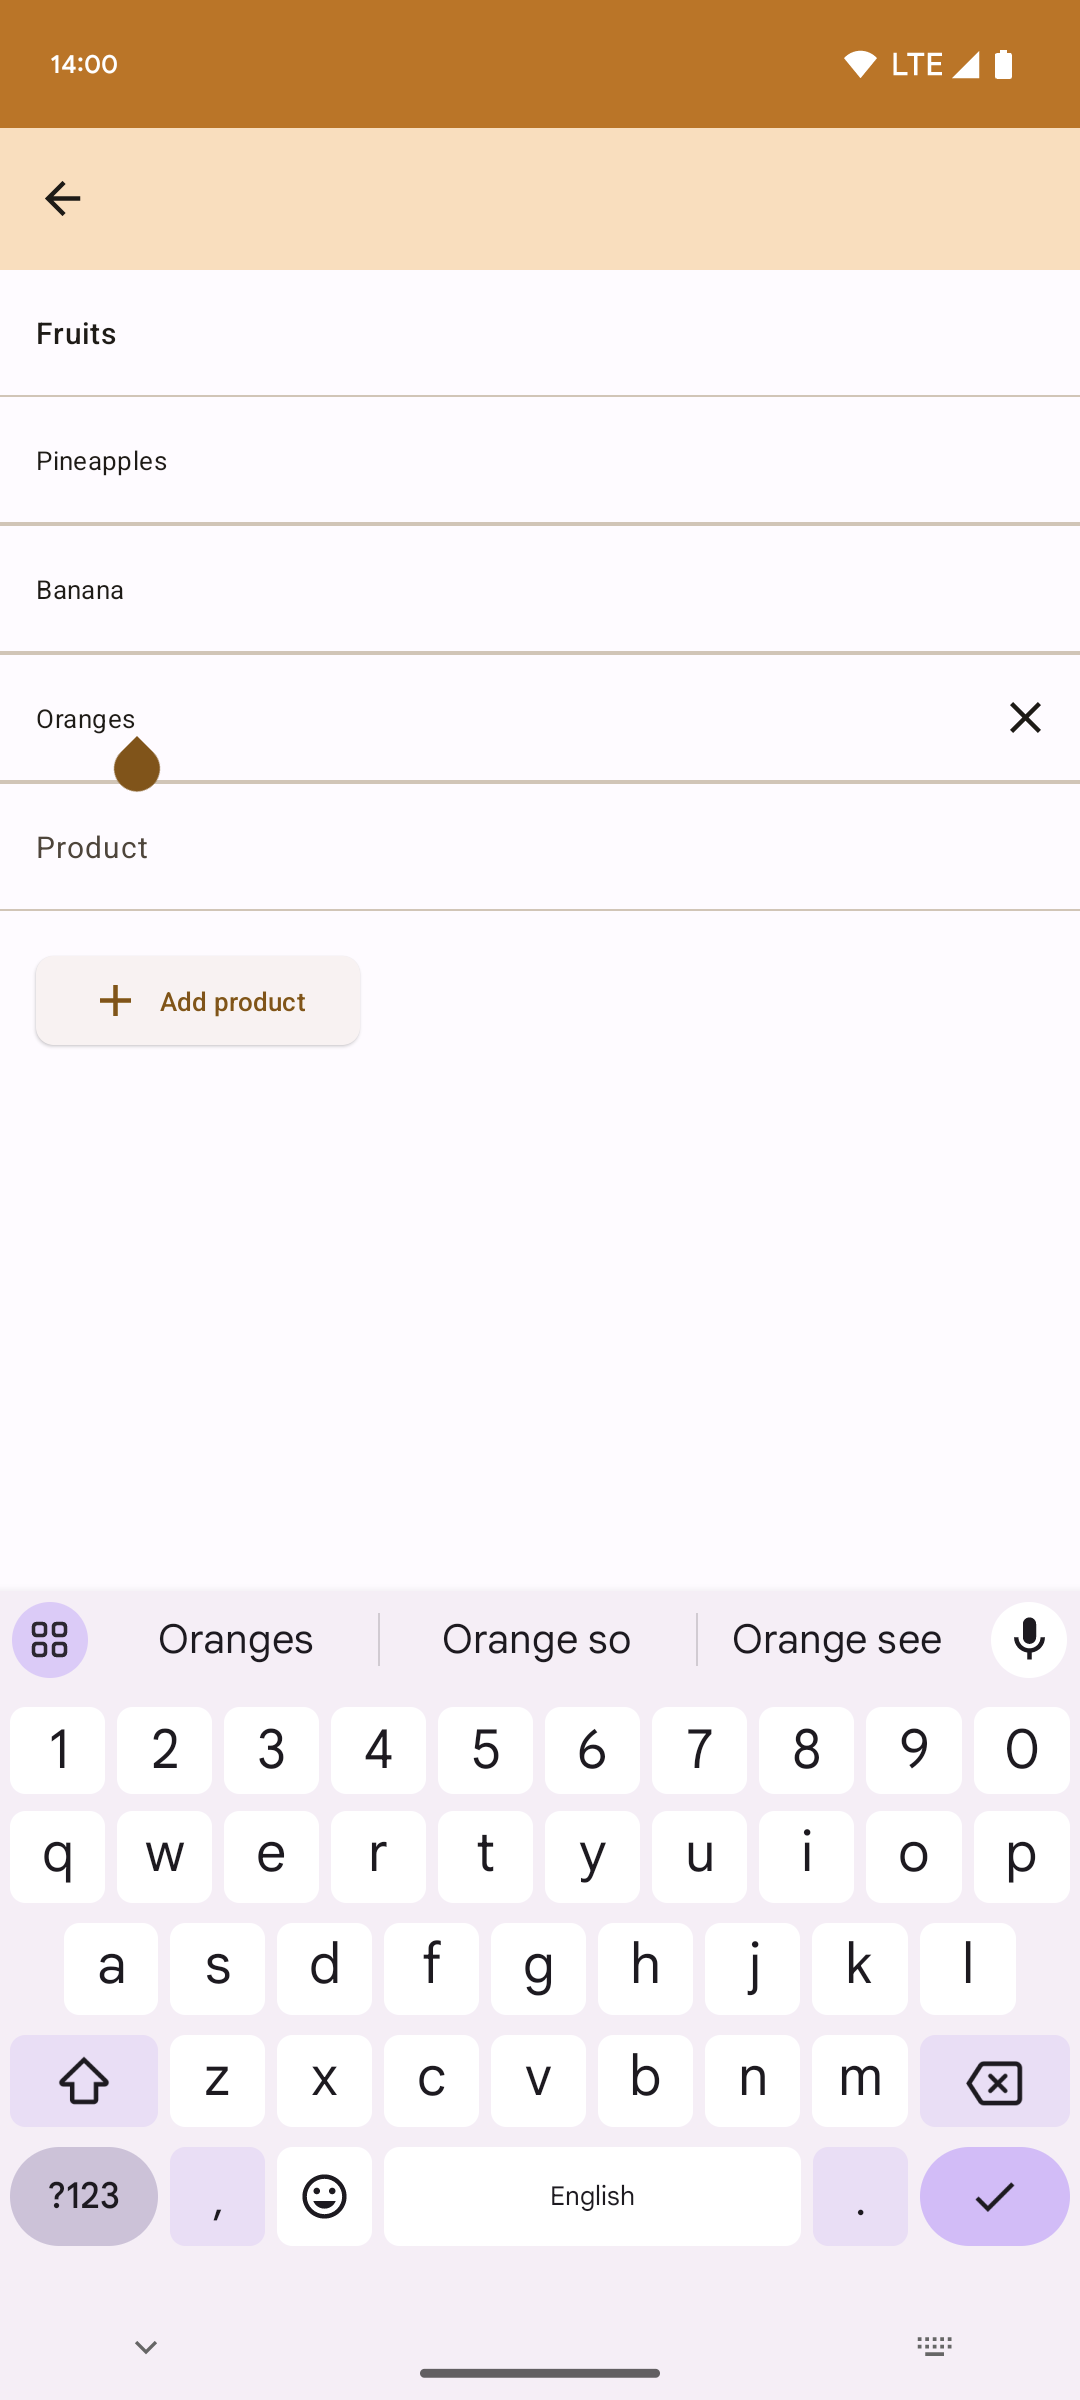 14:00 LTE
Fruits
Pineapples
Banana
Oranges
Product
Add product
Oranges Orange so Orange see
1 2 3 4 5 6 7 8 9 0
q w e r t y u i o p
a s d f g h j k l
z x c v b n m
?123 , English .